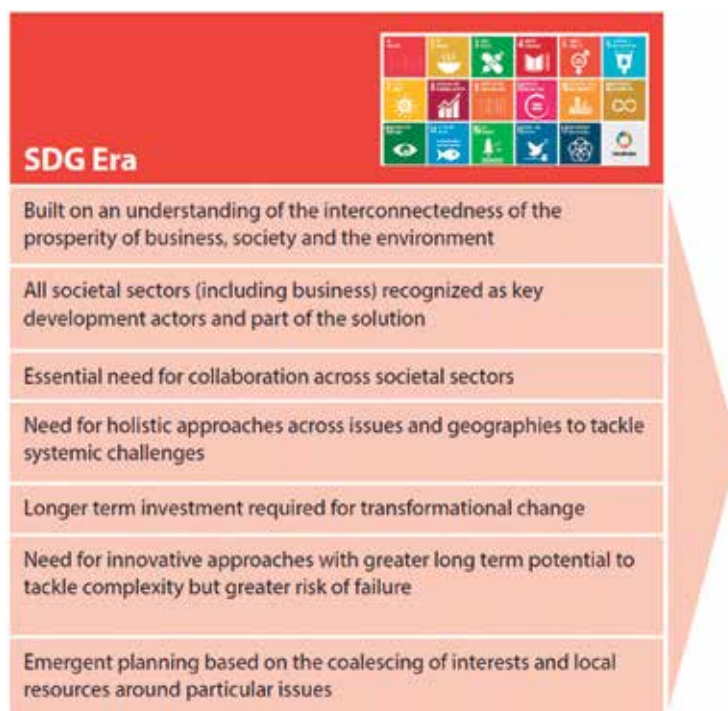 SDG Era
Built on an understanding of the interconnectedness of the
prosperity of business, society and the environment
All societal sectors (including business) recognized as key
development actors and part of the solution
Essential need for collaboration across societal sectors
Need for holistic approaches across issues and geographies to tackle
systemic challenges
Longer term investment required for transformational change
Need for innovative approaches with greater long term potential to
tackle complexity but greater risk of failure
Emergent planning based on the coalescing of interests and local
resources around particular issues